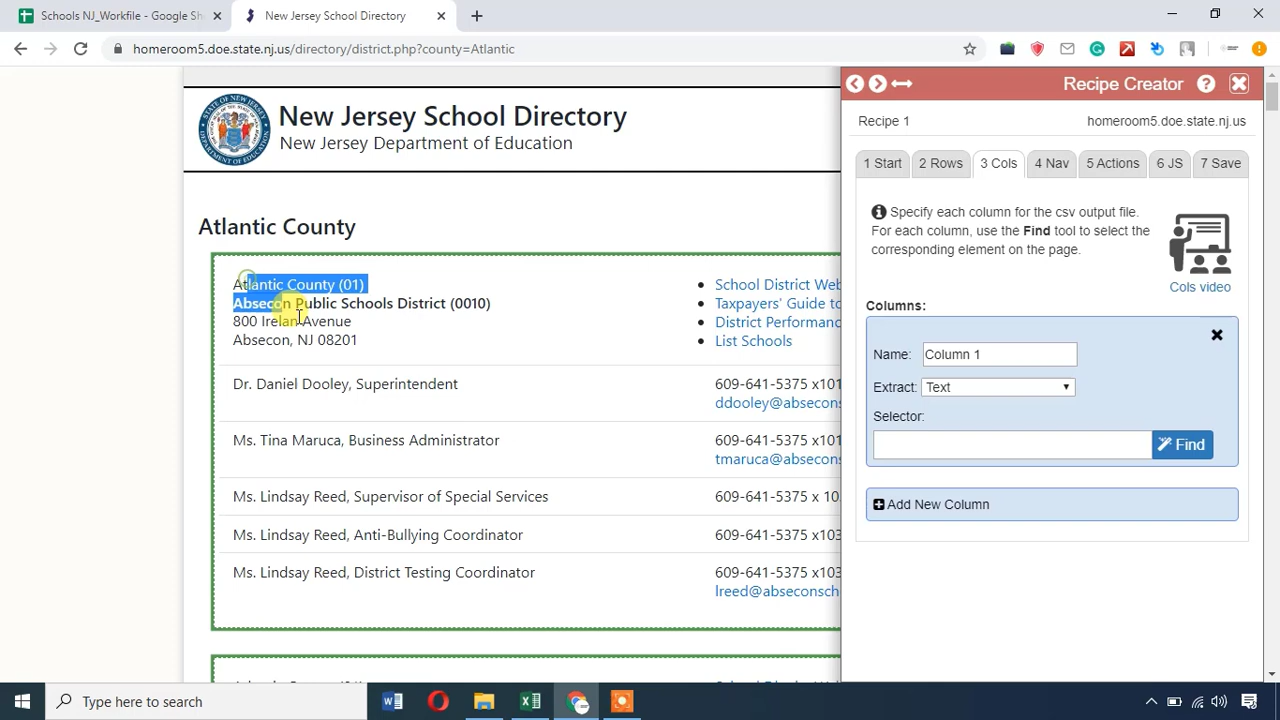 Schools NJ_Workfile - Google She
New Jersey School Directory
homeroom5.doe.state.nj.us/directory/district.php?county=Atlantic
New Jersey School Directory
New Jersey Department of Education
Atlantic County
Atlantic County (01)
Absecon Public Schools District (0010)
800 Irelan Avenue
Absecon, NJ 08201
School District Web
Taxpayers' Guide to
District Performanc
List Schools
Dr. Daniel Dooley, Superintendent
609-641-5375 x101
ddooley@absecons
Ms. Tina Maruca, Business Administrator
609-641-5375 x101
tmaruca@absecons
Ms. Lindsay Reed, Supervisor of Special Services
609-641-5375 x 10
Ms. Lindsay Reed, Anti-Bullying Coordinator
609-641-5375 x103
Ms. Lindsay Reed, District Testing Coordinator
609-641-5375 x103
lreed@abseconsch
Recipe Creator
Recipe 1
homeroom5.doe.state.nj.us
1 Start
2 Rows
3 Cols
4 Nav
5 Actions
6 JS
7 Save
Specify each column for the csv output file.
For each column, use the Find tool to select the
corresponding element on the page.
Cols video
Columns:
Name: Column 1
Extract: Text
Selector:
Find
Add New Column
Type here to search